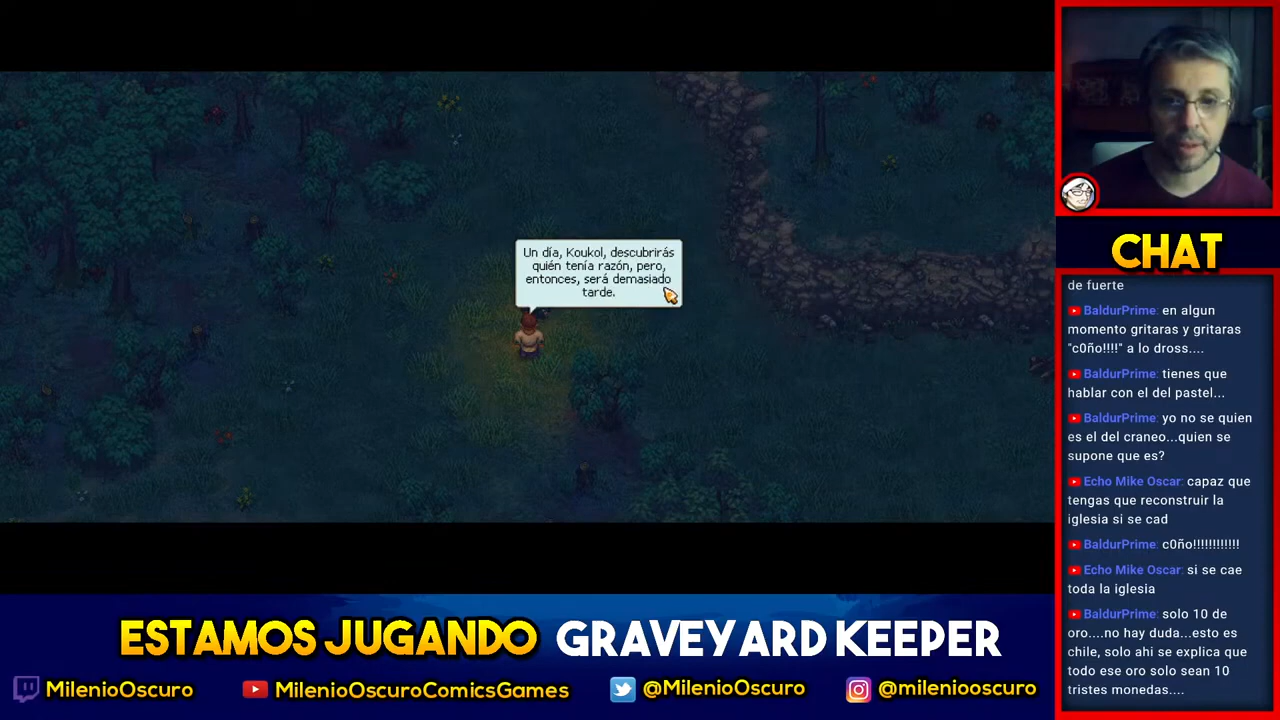 Un día, Koukol, descubrirás
quién tenía razón, pero,
entonces, será demasiado
tarde.
CHAT
de fuerte
BaldurPrime: en algun
momento gritaras y gritaras
"c0ño!!!!" a lo dross....
BaldurPrime: tienes que
hablar con el del pastel...
BaldurPrime: yo no se quien
es el del craneo...quien se
supone que es?
Echo Mike Oscar: capaz que
tengas que reconstruir la
iglesia si se cad
BaldurPrime: c0ño!!!!!!!!!!!!
Echo Mike Oscar: si se cae
toda la iglesia
BaldurPrime: solo 10 de
oro....no hay duda...esto es
chile, solo ahi se explica que
todo ese oro solo sean 10
tristes monedas....
ESTAMOS JUGANDO GRAVEYARD KEEPER
MilenioOscuro MilenioOscuroComicsGames @MilenioOscuro @mileniooscuro